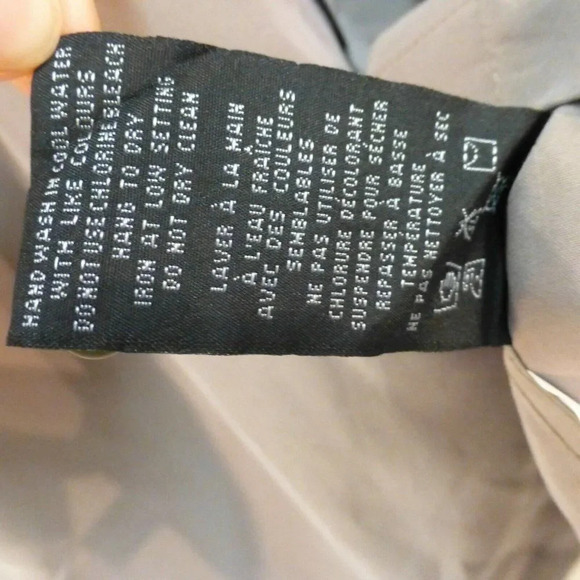 HAND WASH IN COOL WATER
WITH LIKE COLOURS
DO NOT USE CHLORINE BLEACH
HANG TO DRY
IRON AT LOW SETTING
DO NOT DRY CLEAN
LAVER À LA MAIN
À L'EAU FRAÎCHE
AVEC DES COULEURS
SEMBLABLES
NE PAS UTILISER DE
CHLORURE DÉCOLORANT
SUSPENDRE POUR SÉCHER
REPASSER À BASSE
TEMPÉRATURE
NE PAS NETTOYER À SEC